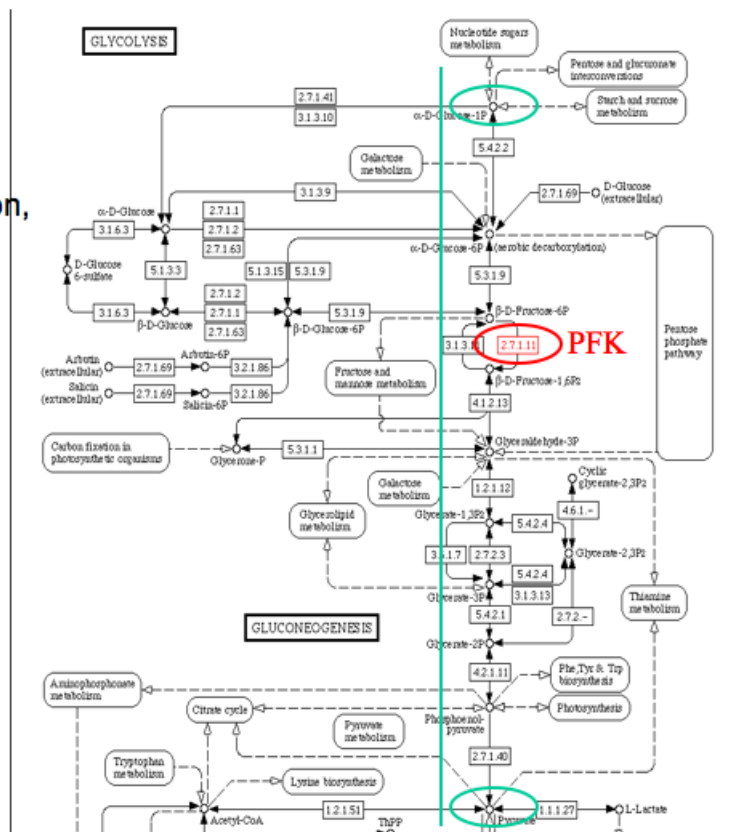 GLYCOLYSIS
Nucleotide sugars
metabolism
Pentose and glucuronate
interconversions
Starch and sucrose
metabolism
2.7.1.41
3.1.3.10
α-D-Glucose-1P
5.4.2.2
Galactose
metabolism
on,
3.1.3.9
2.7.1.69
D-Glucose
(extracellular)
α-D-Glucose
2.7.1.1
2.7.1.2
2.7.1.63
3.1.6.3
α-D-Glucose-6P
(aerobic decarboxylation)
D-Glucose
6-sulfate
5.1.3.3
5.1.3.15
5.3.1.9
5.3.1.9
3.1.6.3
2.7.1.2
2.7.1.1
2.7.1.63
β-D-Glucose
β-D-Glucose-6P
5.3.1.9
β-D-Fructose-6P
2.7.1.11
PFK
Pentose
phosphate
pathway
Arbutin
(extracellular)
2.7.1.69
Arbutin-6P
3.2.1.86
Salicin
(extracellular)
2.7.1.69
Salicin-6P
3.2.1.86
Fructose and
mannose metabolism
β-D-Fructose-1,6P2
4.1.2.13
Carbon fixation in
photosynthetic organisms
Glycerone-P
5.3.1.1
Glyceraldehyde-3P
Galactose
metabolism
1.2.1.12
Cyclic
glycerate-2,3P2
4.6.1.-
Glycerolipid
metabolism
Glycerate-1,3P2
5.4.2.4
2.7.2.3
Glycerate-2,3P2
5.4.2.4
3.1.3.13
Glycerate-3P
2.7.2.-
Thiamine
metabolism
GLUCONEOGENESIS
5.4.2.1
Glycerate-2P
4.2.1.11
Phe,Tyr & Trp
biosynthesis
Aminophosphonate
metabolism
Citrate cycle
Phosphoenol-
pyruvate
Photosynthesis
Pyruvate
metabolism
2.7.1.40
Tryptophan
metabolism
Lysine biosynthesis
Acetyl-CoA
1.2.1.51
Pyruvate
1.1.1.27
L-Lactate
ThPP